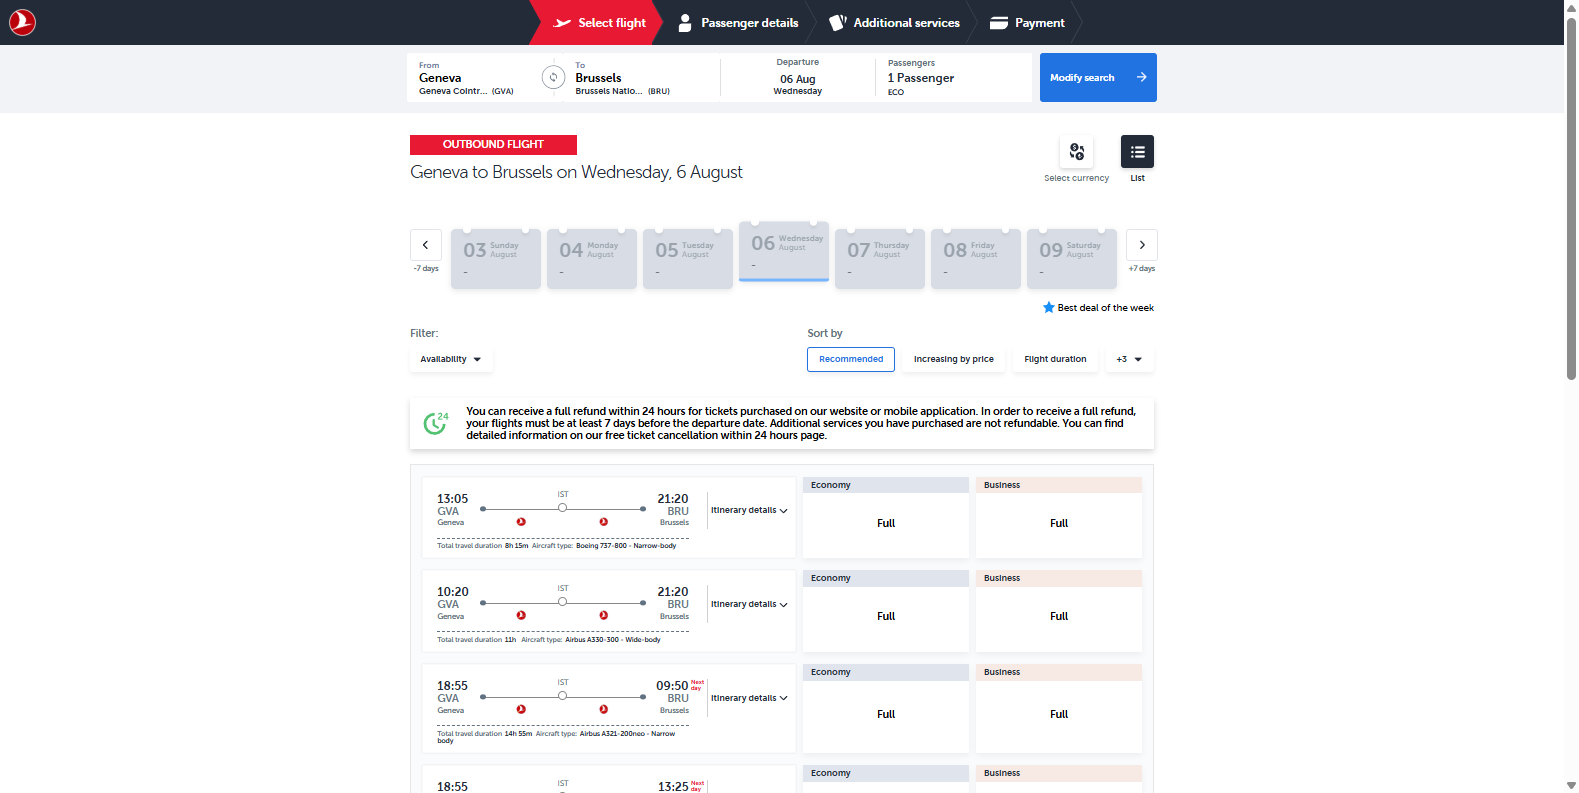 Select flight
Passenger details
Additional services
Payment
From
Geneva
Geneva Cointr... (GVA)
To
Brussels
Brussels Natio... (BRU)
Departure
06 Aug
Wednesday
Passengers
1 Passenger
ECO
Modify search
OUTBOUND FLIGHT
Geneva to Brussels on Wednesday, 6 August
Select currency
List
-7 days
03 Sunday August
-
04 Monday August
-
05 Tuesday August
-
06 Wednesday August
-
07 Thursday August
-
08 Friday August
-
09 Saturday August
-
+7 days
Best deal of the week
Filter:
Availability
Sort by
Recommended
Increasing by price
Flight duration
+3
24
You can receive a full refund within 24 hours for tickets purchased on our website or mobile application. In order to receive a full refund,
your flights must be at least 7 days before the departure date. Additional services you have purchased are not refundable. You can find
detailed information on our free ticket cancellation within 24 hours page.
13:05
GVA
Geneva
IST
21:20
BRU
Brussels
Itinerary details
Total travel duration 8h 15m Aircraft type: Boeing 737-800 - Narrow-body
Economy
Full
Business
Full
10:20
GVA
Geneva
IST
21:20
BRU
Brussels
Itinerary details
Total travel duration 11h Aircraft type: Airbus A330-300 - Wide-body
Economy
Full
Business
Full
18:55
GVA
Geneva
IST
09:50 Next day
BRU
Brussels
Itinerary details
Total travel duration 14h 55m Aircraft type: Airbus A321-200neo - Narrow
body
Economy
Full
Business
Full
18:55
IST
13:25 Next day
Economy
Business